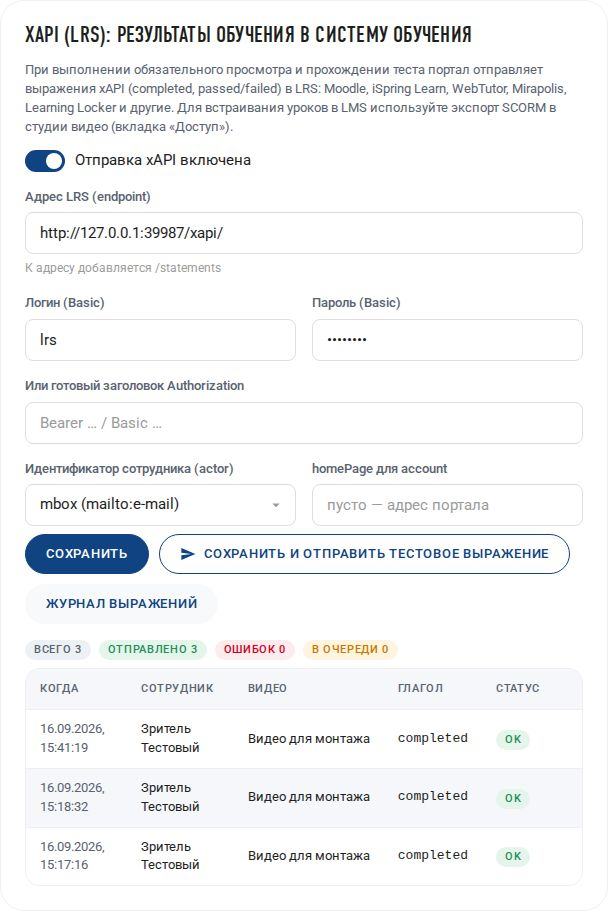 XAPI (LRS): РЕЗУЛЬТАТЫ ОБУЧЕНИЯ В СИСТЕМУ ОБУЧЕНИЯ
При выполнении обязательного просмотра и прохождении теста портал отправляет
выражения xAPI (completed, passed/failed) в LRS: Moodle, iSpring Learn, WebTutor, Mirapolis,
Learning Locker и другие. Для встраивания уроков в LMS используйте экспорт SCORM в
студии видео (вкладка «Доступ»).
Отправка xAPI включена
Адрес LRS (endpoint)
http://127.0.0.1:39987/xapi/
К адресу добавляется /statements
Логин (Basic) Пароль (Basic)
lrs ••••••••
Или готовый заголовок Authorization
Bearer … / Basic …
Идентификатор сотрудника (actor) homePage для account
mbox (mailto:e-mail) пусто — адрес портала
СОХРАНИТЬ СОХРАНИТЬ И ОТПРАВИТЬ ТЕСТОВОЕ ВЫРАЖЕНИЕ
ЖУРНАЛ ВЫРАЖЕНИЙ
ВСЕГО 3 ОТПРАВЛЕНО 3 ОШИБОК 0 В ОЧЕРЕДИ 0
КОГДА СОТРУДНИК ВИДЕО ГЛАГОЛ СТАТУС
16.09.2026, 15:41:19 Зритель Тестовый Видео для монтажа completed OK
16.09.2026, 15:18:32 Зритель Тестовый Видео для монтажа completed OK
16.09.2026, 15:17:16 Зритель Тестовый Видео для монтажа completed OK